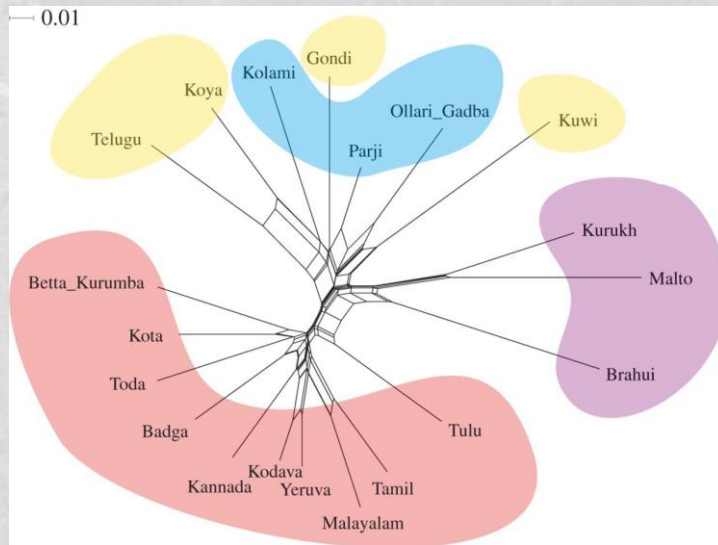 0.01
Gondi
Kolami
Koya
Ollari_Gadba
Kuwi
Telugu
Parji
Kurukh
Malto
Betta_Kurumba
Kota
Brahui
Toda
Badga
Tulu
Kannada
Kodava
Yeruva
Tamil
Malayalam